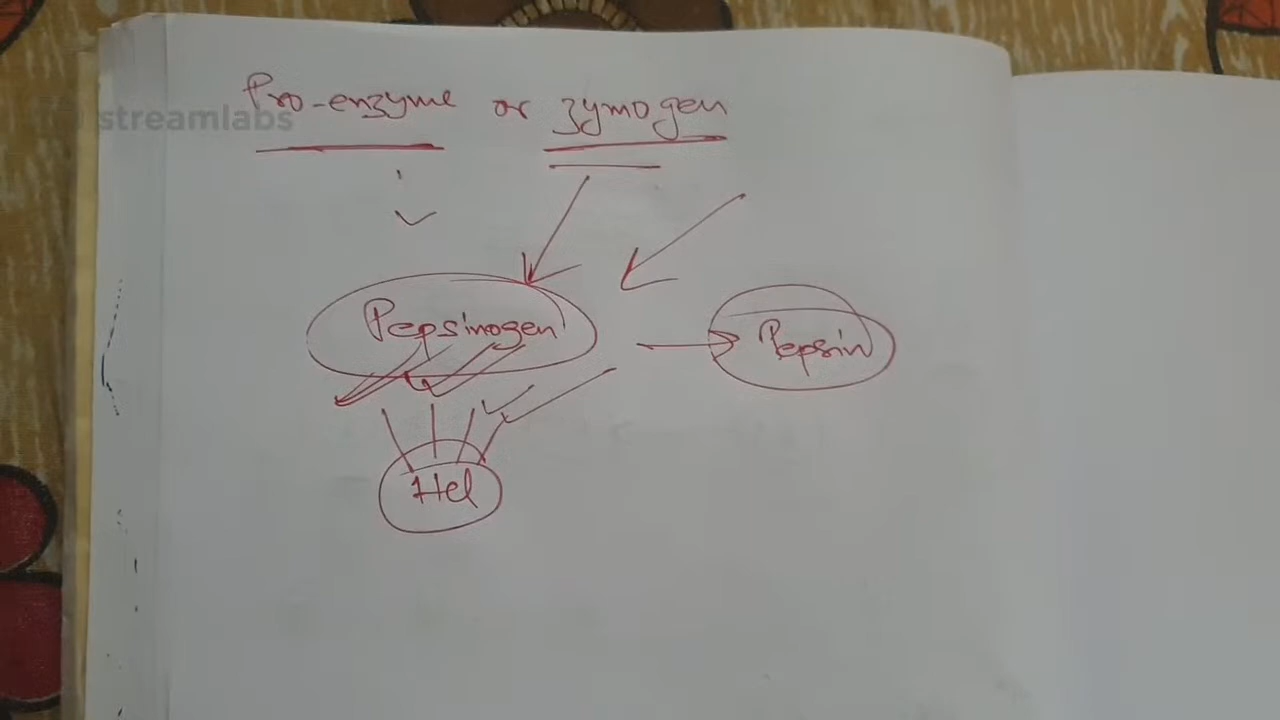 Pro-enzyme or zymogen
streamlabs
Pepsinogen
Pepsin
Hcl